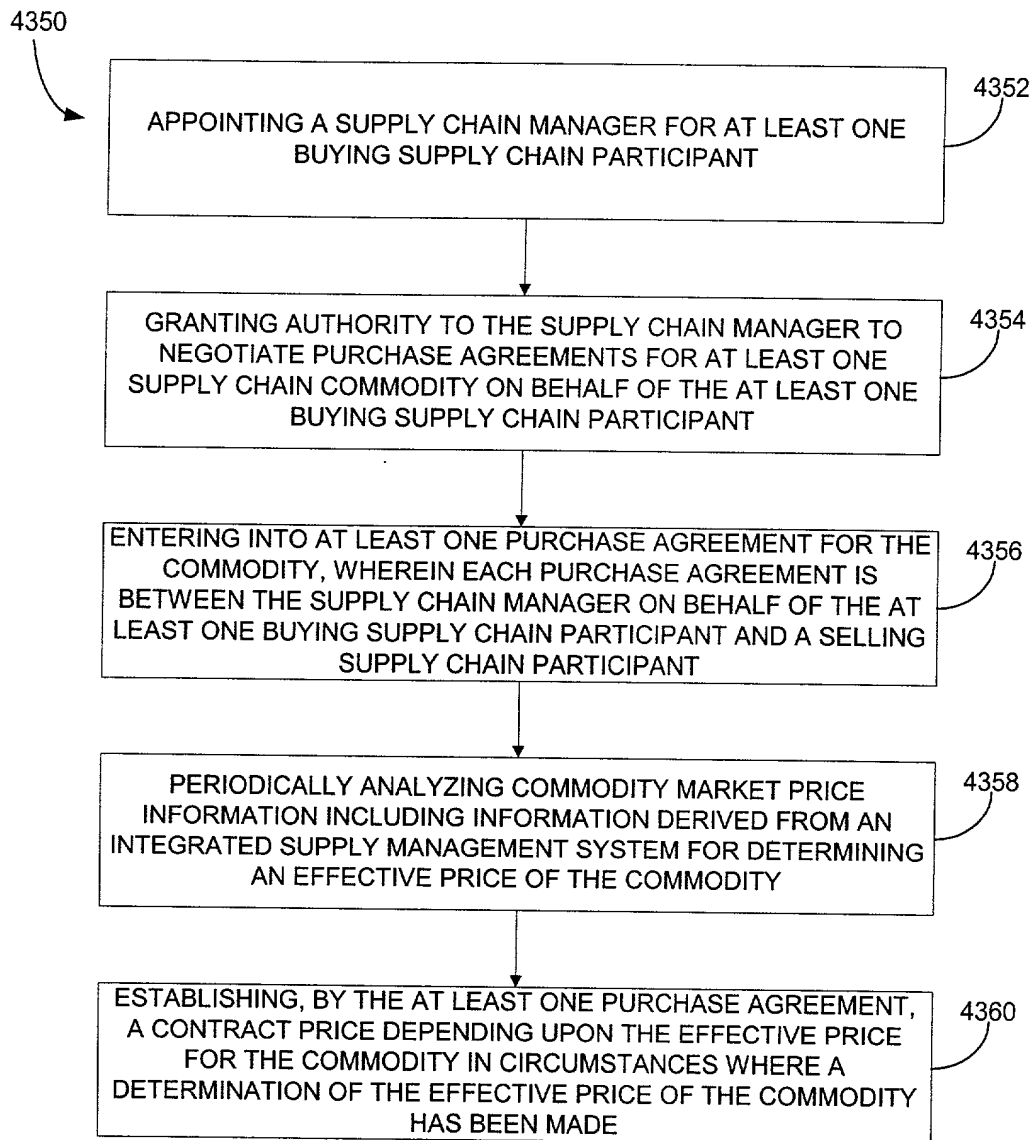 4350
4352
APPOINTING A SUPPLY CHAIN MANAGER FOR AT LEAST ONE
BUYING SUPPLY CHAIN PARTICIPANT
4354
GRANTING AUTHORITY TO THE SUPPLY CHAIN MANAGER TO
NEGOTIATE PURCHASE AGREEMENTS FOR AT LEAST ONE
SUPPLY CHAIN COMMODITY ON BEHALF OF THE AT LEAST ONE
BUYING SUPPLY CHAIN PARTICIPANT
4356
ENTERING INTO AT LEAST ONE PURCHASE AGREEMENT FOR THE
COMMODITY, WHEREIN EACH PURCHASE AGREEMENT IS
BETWEEN THE SUPPLY CHAIN MANAGER ON BEHALF OF THE AT
LEAST ONE BUYING SUPPLY CHAIN PARTICIPANT AND A SELLING
SUPPLY CHAIN PARTICIPANT
4358
PERIODICALLY ANALYZING COMMODITY MARKET PRICE
INFORMATION INCLUDING INFORMATION DERIVED FROM AN
INTEGRATED SUPPLY MANAGEMENT SYSTEM FOR DETERMINING
AN EFFECTIVE PRICE OF THE COMMODITY
4360
ESTABLISHING, BY THE AT LEAST ONE PURCHASE AGREEMENT,
A CONTRACT PRICE DEPENDING UPON THE EFFECTIVE PRICE
FOR THE COMMODITY IN CIRCUMSTANCES WHERE A
DETERMINATION OF THE EFFECTIVE PRICE OF THE COMMODITY
HAS BEEN MADE